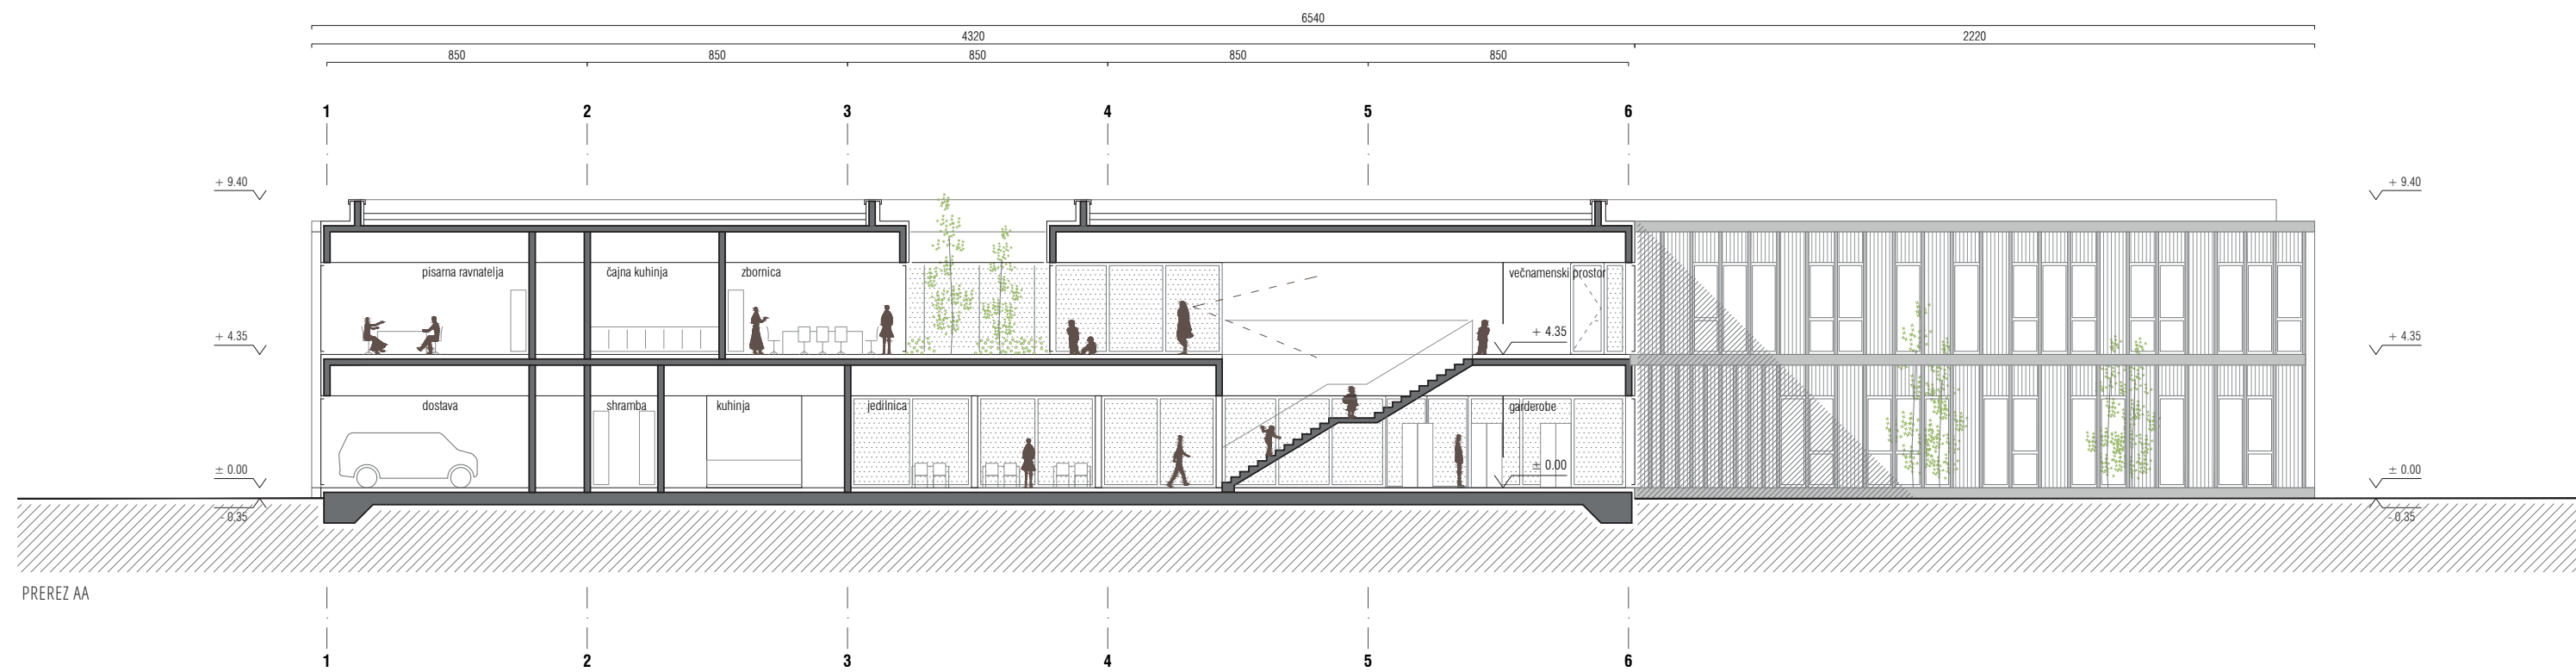 6540
4320 2220
850 850 850 850 850
1 2 3 4 5 6
+ 9.40 + 9.40
pisarna ravnatelja čajna kuhinja zbornica večnamenski prostor
+ 4.35 + 4.35 + 4.35
dostava shramba kuhinja jedilnica garderobe
± 0.00 ± 0.00 ± 0.00
- 0.35 - 0.35
PREREZ AA
1 2 3 4 5 6